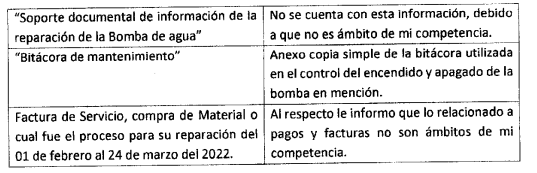 "Soporte documental de información de la
reparación de la Bomba de agua"
No se cuenta con esta información, debido
a que no es ámbito de mi competencia.
"Bitácora de mantenimiento"
Anexo copia simple de la bitácora utilizada
en el control del encendido y apagado de la
bomba en mención.
Factura de Servicio, compra de Material o
cual fue el proceso para su reparación del
01 de febrero al 24 de marzo del 2022.
Al respecto le informo que lo relacionado a
pagos y facturas no son ámbitos de mi
competencia.